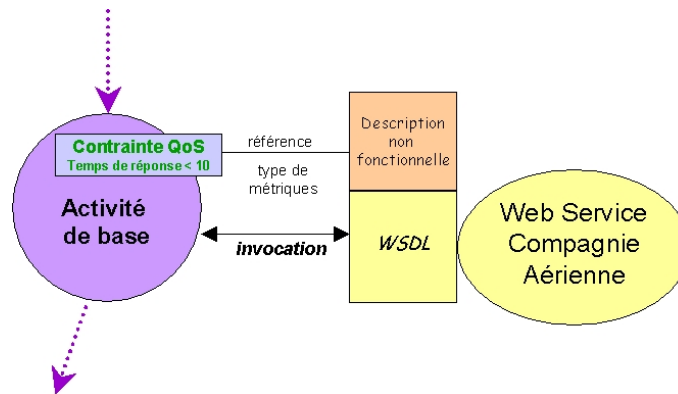 Contrainte QoS
Temps de réponse < 10
Activité
de base
référence
type de
métriques
invocation
Description
non
fonctionnelle
WSDL
Web Service
Compagnie
Aérienne